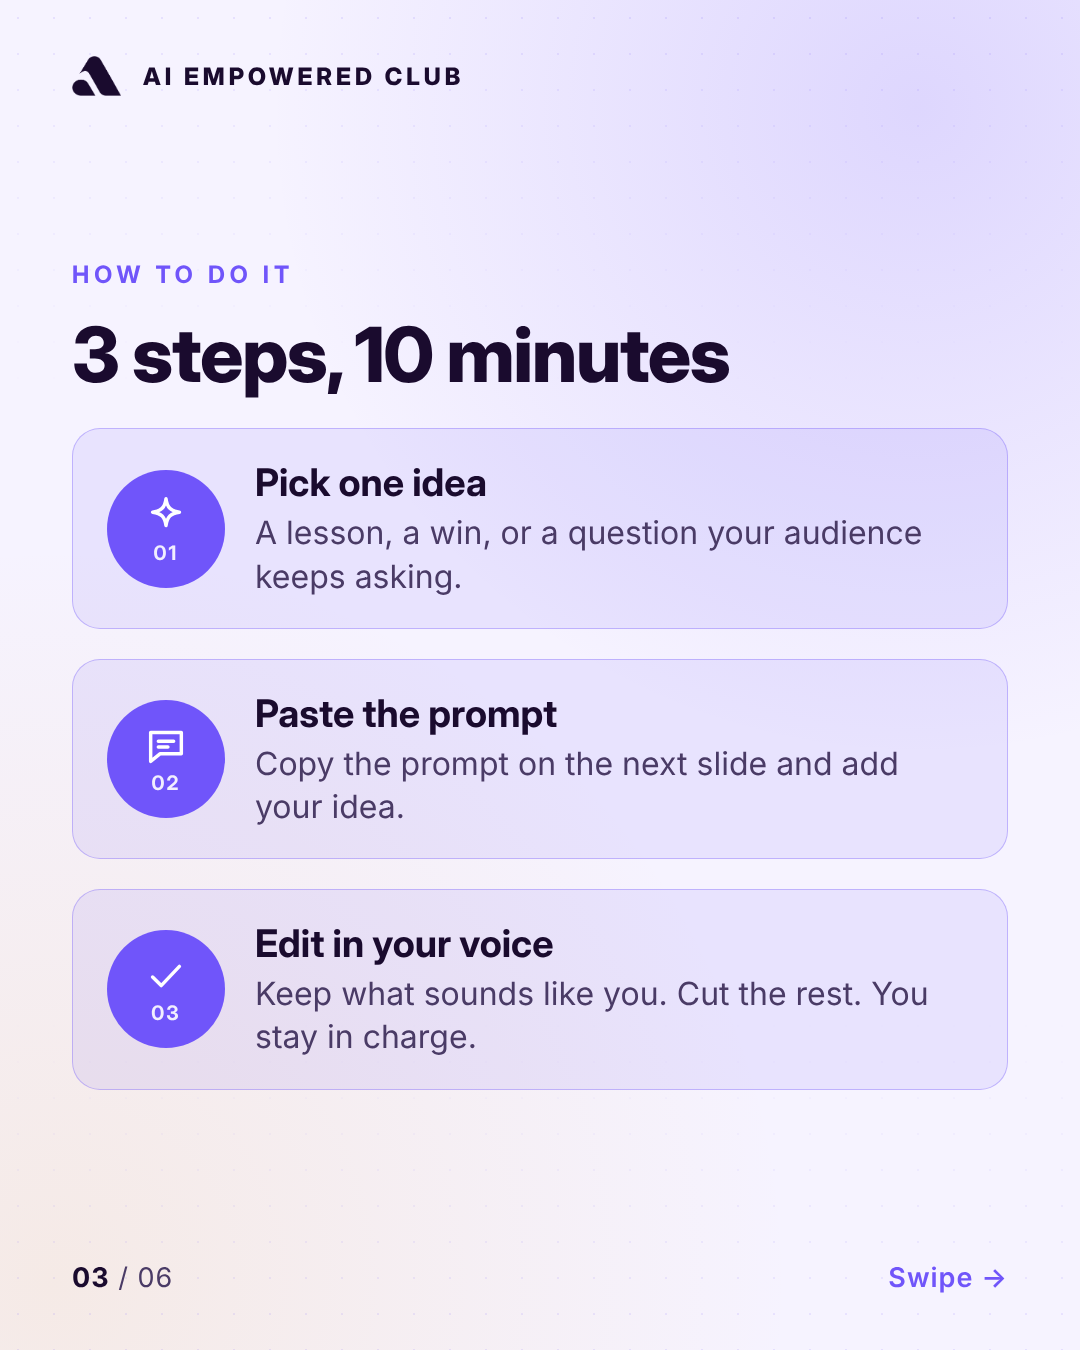 AI EMPOWERED CLUB
HOW TO DO IT
3 steps, 10 minutes
01
Pick one idea
A lesson, a win, or a question your audience
keeps asking.
02
Paste the prompt
Copy the prompt on the next slide and add
your idea.
03
Edit in your voice
Keep what sounds like you. Cut the rest. You
stay in charge.
03 / 06
Swipe →